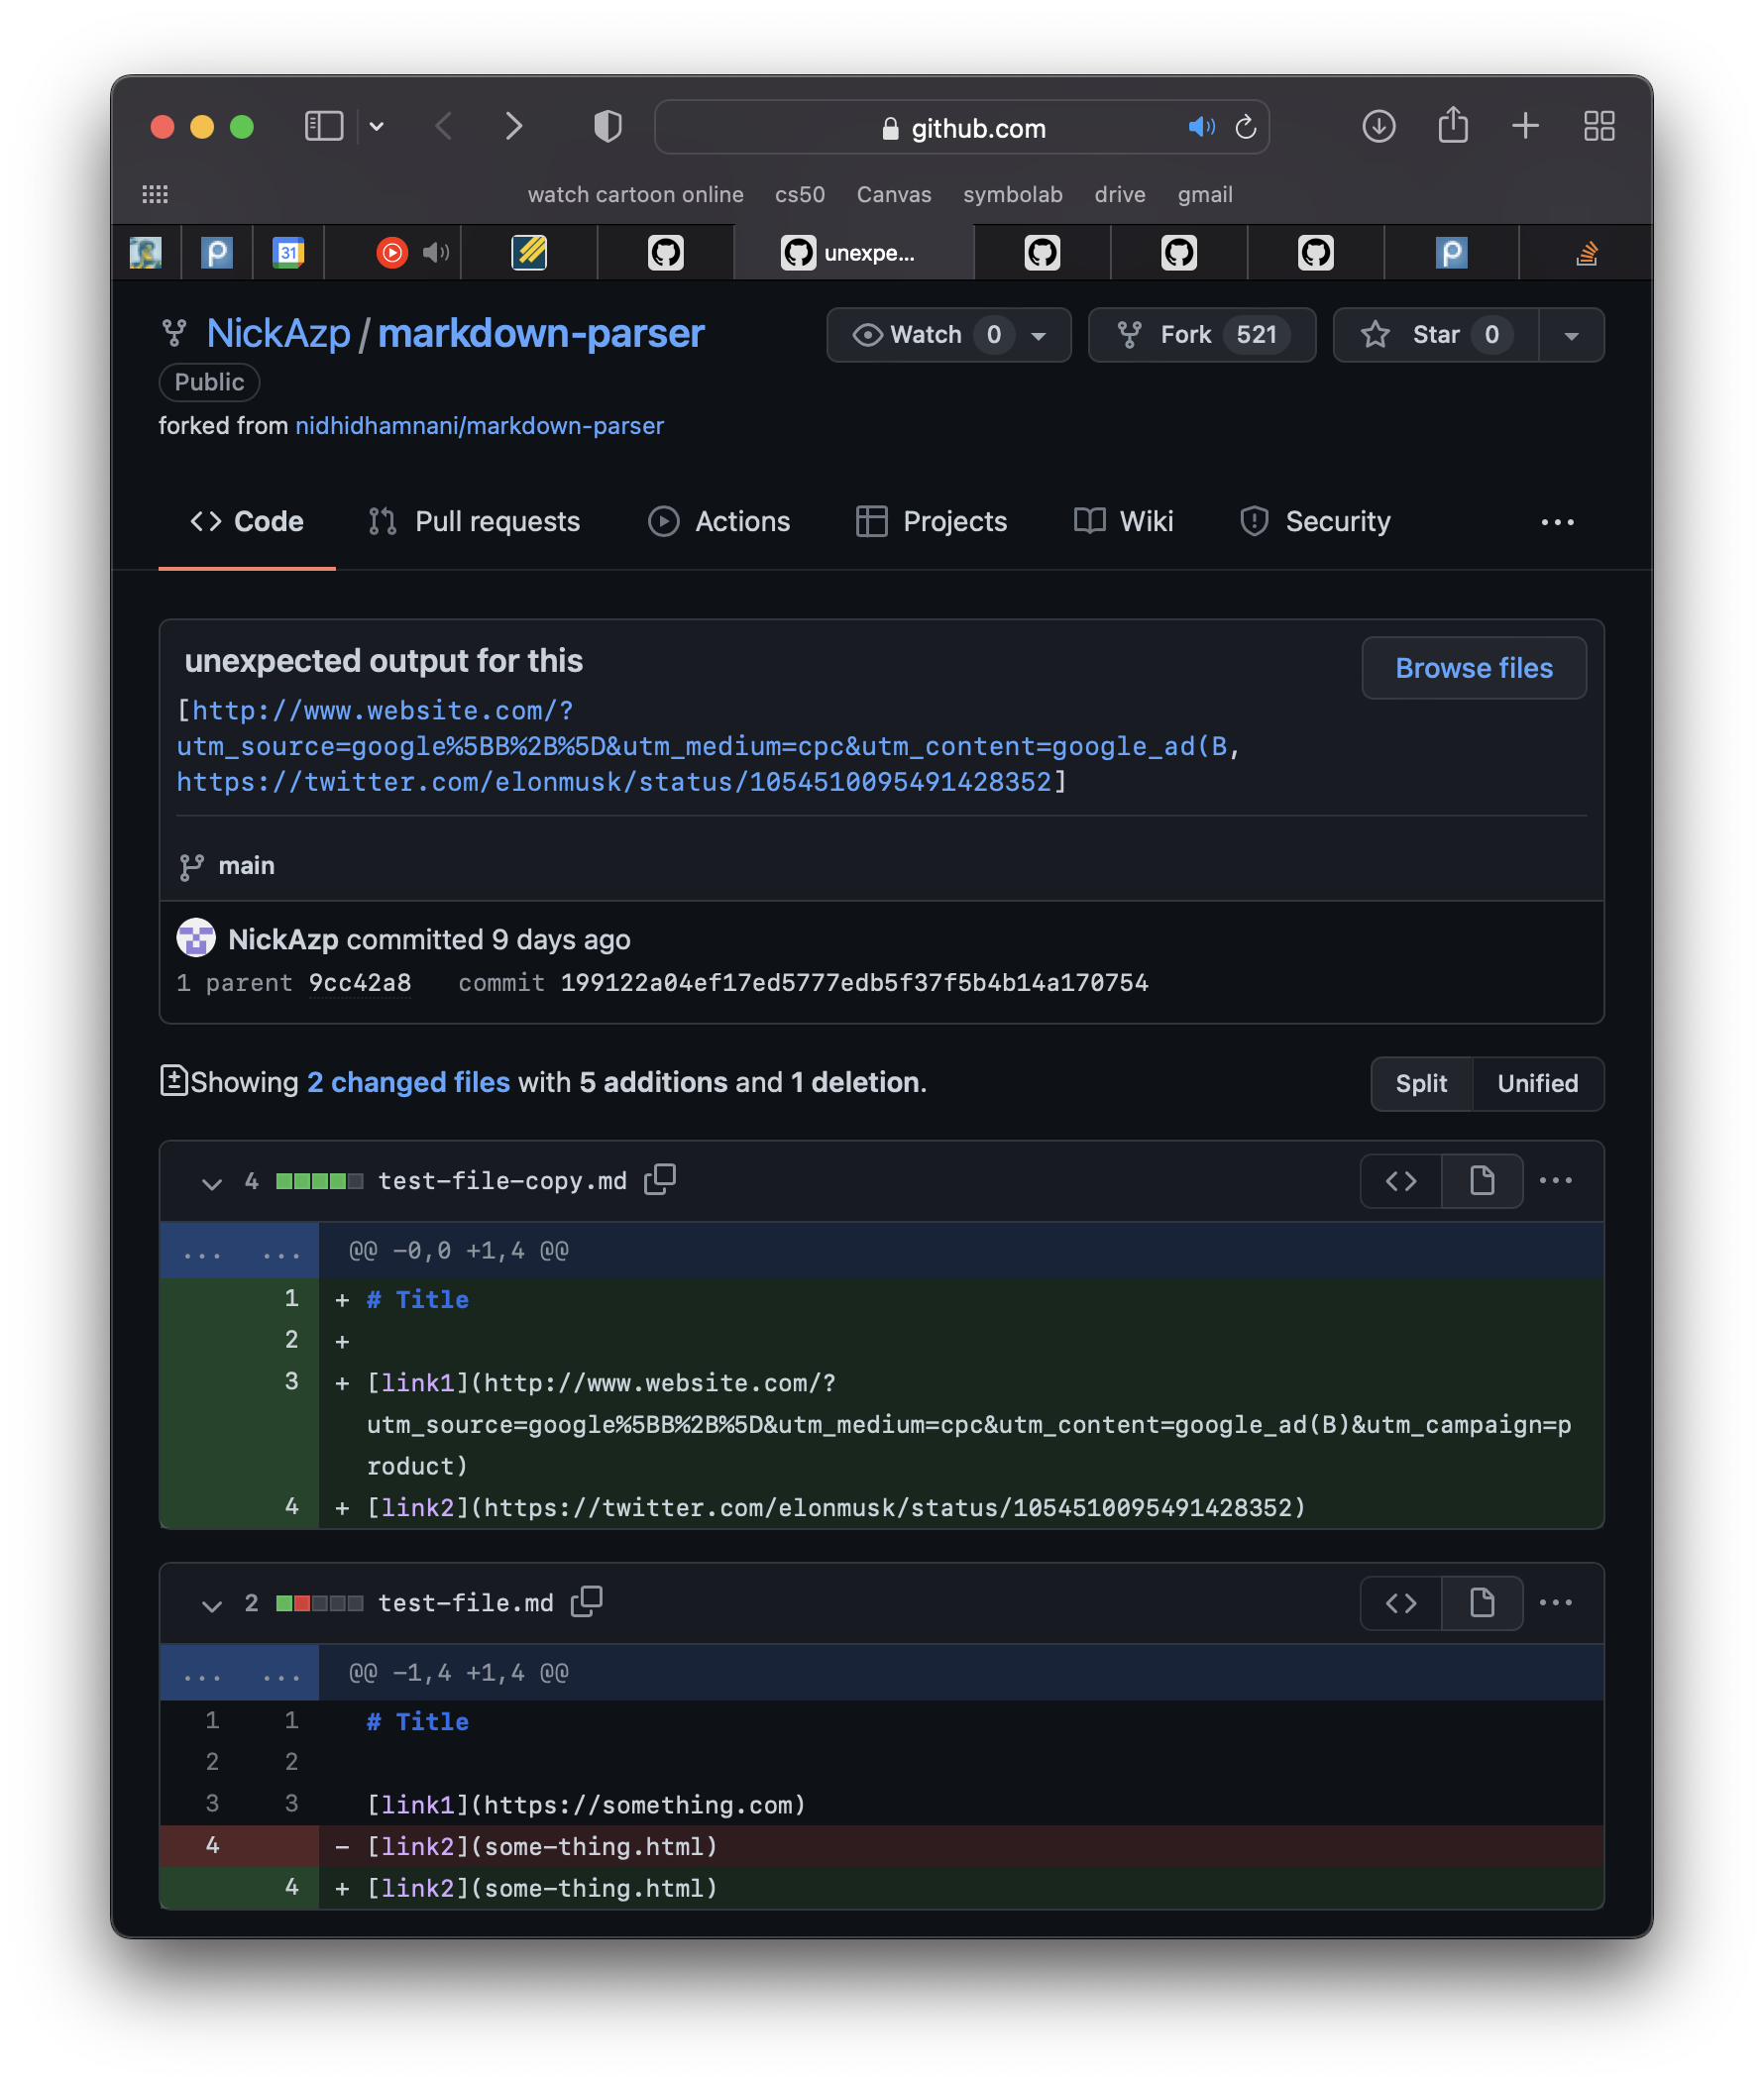 github.com
watch cartoon online cs50 Canvas symbolab drive gmail
31 unexpe...
NickAzp / markdown-parser Watch 0 Fork 521 Star 0
Public
forked from nidhidhamnani/markdown-parser
<> Code Pull requests Actions Projects Wiki Security ...
unexpected output for this Browse files
[http://www.website.com/?
utm_source=google%5BB%2B%5D&utm_medium=cpc&utm_content=google_ad(B,
https://twitter.com/elonmusk/status/1054510095491428352]
main
NickAzp committed 9 days ago
1 parent 9cc42a8 commit 199122a04ef17ed5777edb5f37f5b4b14a170754
Showing 2 changed files with 5 additions and 1 deletion. Split Unified
4 test-file-copy.md <> ...
... ... @@ -0,0 +1,4 @@
1 + # Title
2 +
3 + [link1](http://www.website.com/?
utm_source=google%5BB%2B%5D&utm_medium=cpc&utm_content=google_ad(B)&utm_campaign=p
roduct)
4 + [link2](https://twitter.com/elonmusk/status/1054510095491428352)
2 test-file.md <> ...
... ... @@ -1,4 +1,4 @@
1 1 # Title
2 2
3 3 [link1](https://something.com)
4 - [link2](some-thing.html)
4 + [link2](some-thing.html)